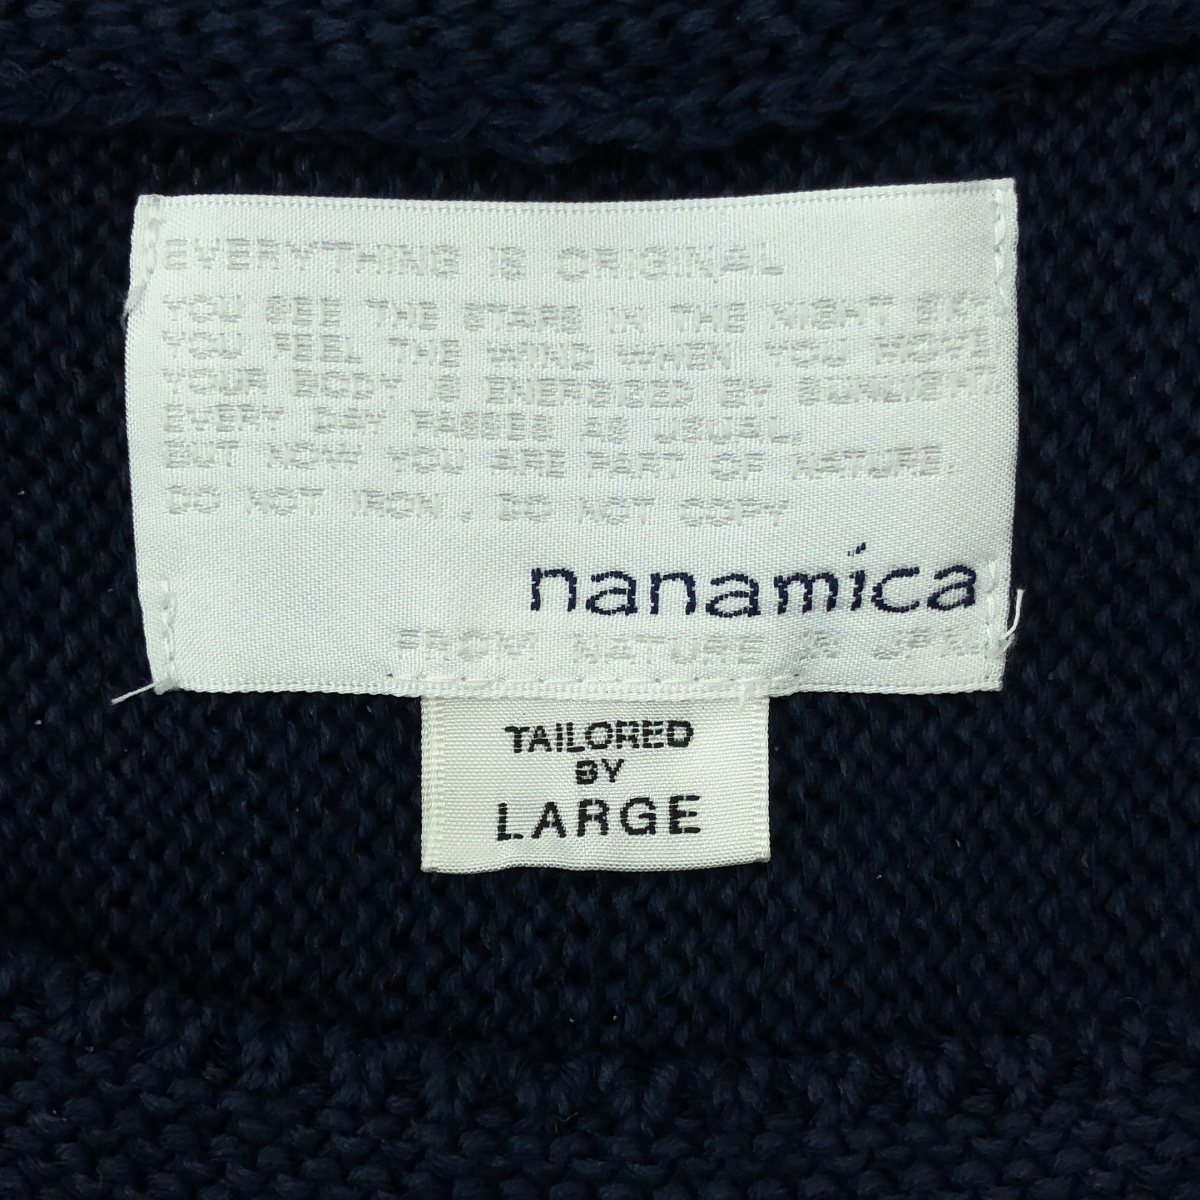 EVERYTHING IS ORIGINAL
YOU SEE THE STARS IN THE NIGHT SKY
YOU FEEL THE WIND WHEN YOU MOVE
YOUR BODY IS ENERGIZED BY SUNLIGHT
EVERY DAY PASSES AS USUAL,
BUT NOW YOU ARE PART OF NATURE.
DO NOT IRON, DO NOT COPY
nanamica
FROM NATURE IN
TAILORED
BY
LARGE